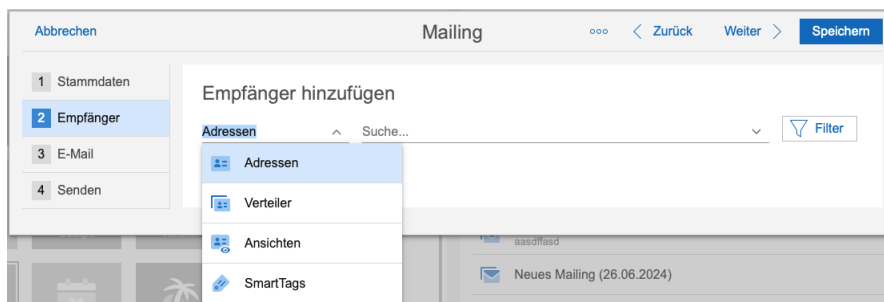 Abbrechen
Mailing
Zurück
Weiter
Speichern
1 Stammdaten
2 Empfänger
3 E-Mail
4 Senden
Empfänger hinzufügen
Adressen
Suche...
Filter
Adressen
Verteiler
Ansichten
SmartTags
aasdffasd
Neues Mailing (26.06.2024)